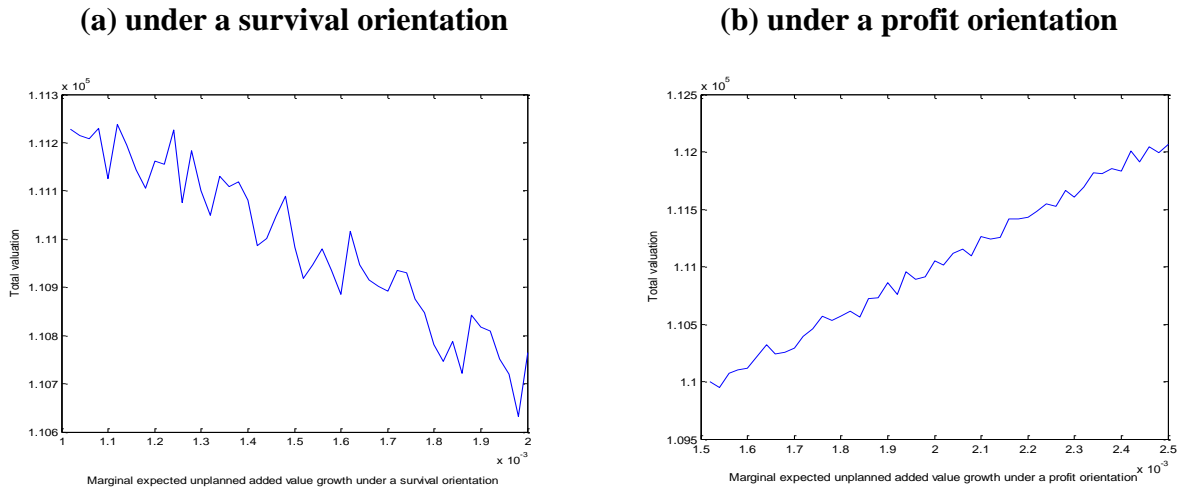 (a) under a survival orientation
(b) under a profit orientation
x 10^5
1.113
1.112
1.111
1.11
1.109
1.108
1.107
1.106
Total valuation
1 1.1 1.2 1.3 1.4 1.5 1.6 1.7 1.8 1.9 2
x 10^-3
Marginal expected unplanned added value growth under a survival orientation
x 10^5
1.125
1.12
1.115
1.11
1.105
1.1
1.095
Total valuation
1.5 1.6 1.7 1.8 1.9 2 2.1 2.2 2.3 2.4 2.5
x 10^-3
Marginal expected unplanned added value growth under a profit orientation